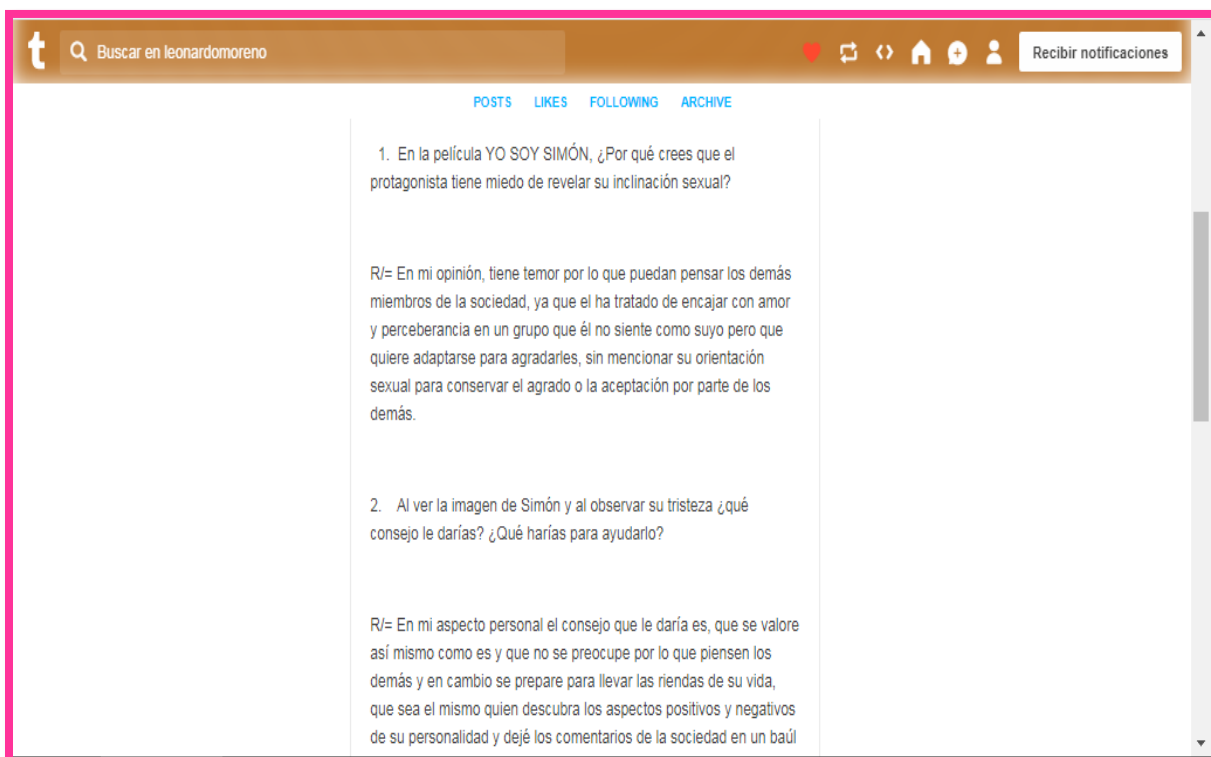 t Buscar en leonardomoreno Recibir notificaciones
POSTS LIKES FOLLOWING ARCHIVE
1. En la película YO SOY SIMÓN, ¿Por qué crees que el
protagonista tiene miedo de revelar su inclinación sexual?
R/= En mi opinión, tiene temor por lo que puedan pensar los demás
miembros de la sociedad, ya que el ha tratado de encajar con amor
y perceberancia en un grupo que él no siente como suyo pero que
quiere adaptarse para agradarles, sin mencionar su orientación
sexual para conservar el agrado o la aceptación por parte de los
demás.
2. Al ver la imagen de Simón y al observar su tristeza ¿qué
consejo le darías? ¿Qué harías para ayudarlo?
R/= En mi aspecto personal el consejo que le daría es, que se valore
así mismo como es y que no se preocupe por lo que piensen los
demás y en cambio se prepare para llevar las riendas de su vida,
que sea el mismo quien descubra los aspectos positivos y negativos
de su personalidad y dejé los comentarios de la sociedad en un baúl